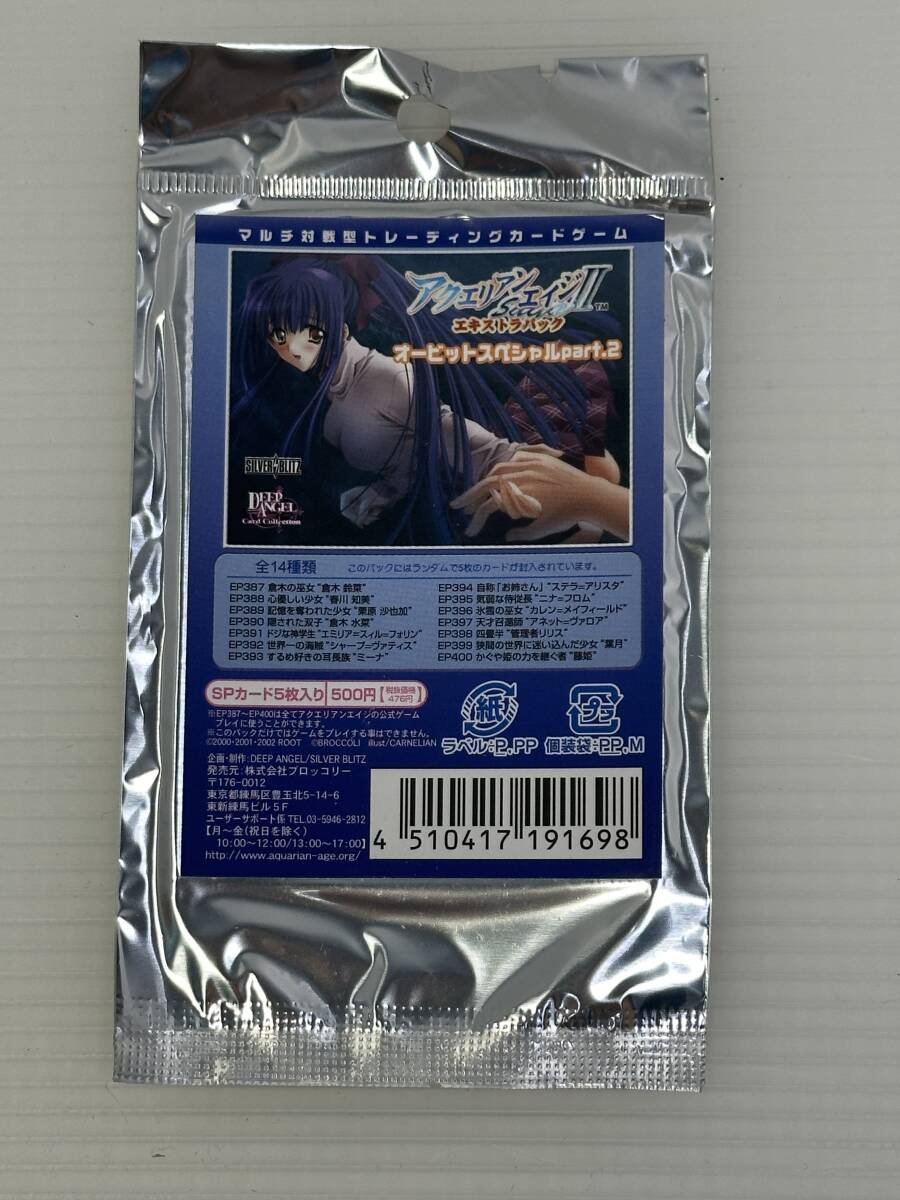 マルチ対戦型トレーディングカードゲーム
アクエリアンエイジII™
エキストラパック
オービットスペシャルpart.2
SILVER BLITZ
DEEP
ANGEL
Card Collection
全14種類 このパックにはランダムで5枚のカードが封入されています。
EP387 倉木の巫女“倉木 鈴菜”
EP388 心優しい少女“春川 知美”
EP389 記憶を奪われた少女“栗原 沙也加”
EP390 隠された双子“倉木 水菜”
EP391 ドジな神学生“エミリア=スィル=フォリン”
EP392 世界一の海賊“シャープ=ヴァティス”
EP393 するめ好きの耳長族“ミーナ”
EP394 自称「お姉さん」“ステラ=アリスタ”
EP395 気弱な侍従長“ニナ=フロム”
EP396 氷雪の巫女“カレン=メイフィールド”
EP397 天才召還師“アネット=ヴァロア”
EP398 四畳半“管理者リリス”
EP399 狭間の世界に迷い込んだ少女“葉月”
EP400 かぐや姫の力を継ぐ者“藤姫”
SPカード5枚入り 500円【税抜価格476円】
※EP387〜EP400は全てアクエリアンエイジの公式ゲーム
プレイに使うことができます。
※このパックだけではゲームをプレイする事はできません。
©2000・2001・2002 ROOT ©BROCCOLI illust/CARNELIAN
紙
ラベル:P,PP
プラ
個装袋:PP,M
企画・制作:DEEP ANGEL/SILVER BLITZ
発売元:株式会社ブロッコリー
〒176-0012
東京都練馬区豊玉北5-14-6
東新練馬ビル5F
ユーザーサポート係TEL.03-5946-2812
【月〜金(祝日を除く)
10:00〜12:00/13:00〜17:00】
http://www.aquarian-age.org/
4 510417 191698